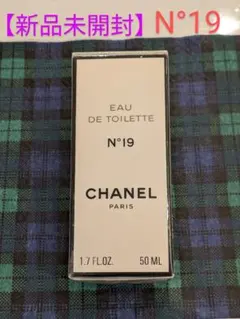 【新品未開封】N°19
EAU
DE TOILETTE
N°19
CHANEL
PARIS
1.7 FL.OZ. 50 ML